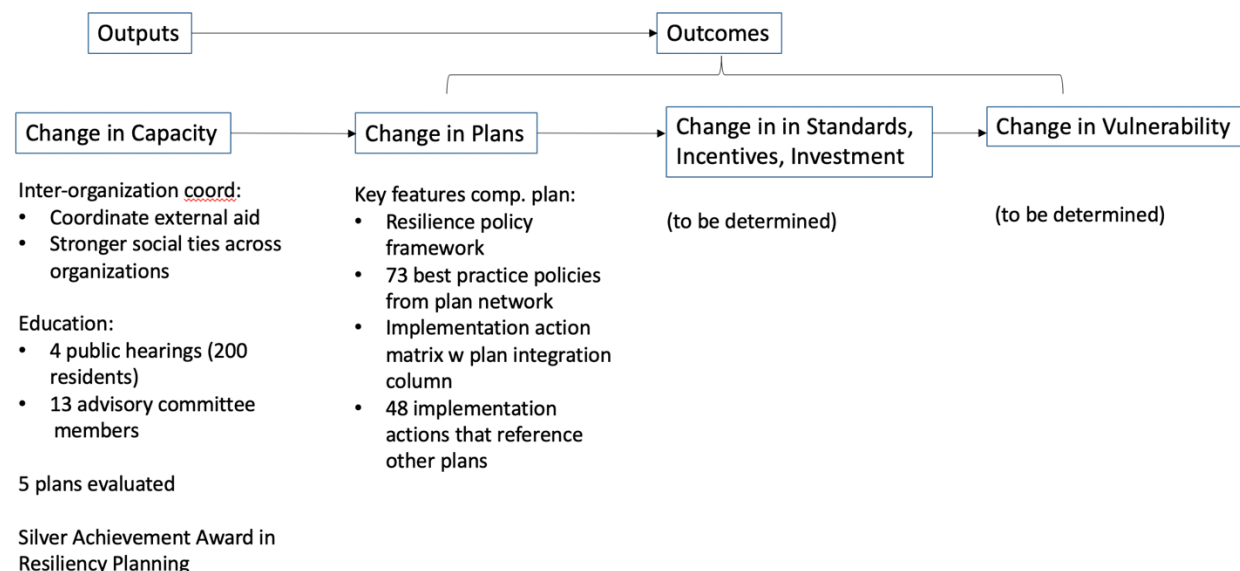 Outputs
Outcomes
Change in Capacity
Change in Plans
Change in in Standards,
Incentives, Investment
Change in Vulnerability
Inter-organization coord:
• Coordinate external aid
• Stronger social ties across
organizations
Education:
• 4 public hearings (200
residents)
• 13 advisory committee
members
5 plans evaluated
Silver Achievement Award in
Resiliency Planning
Key features comp. plan:
• Resilience policy
framework
• 73 best practice policies
from plan network
• Implementation action
matrix w plan integration
column
• 48 implementation
actions that reference
other plans
(to be determined)
(to be determined)